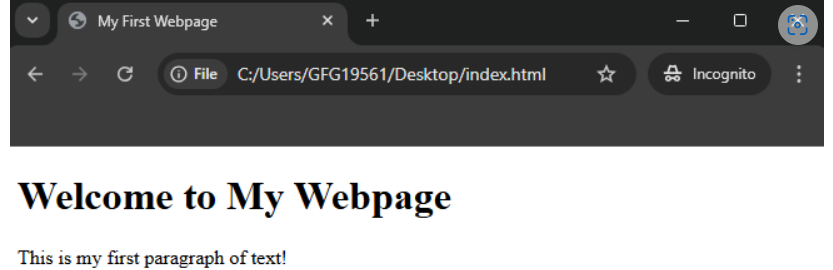 My First Webpage
File C:/Users/GFG19561/Desktop/index.html Incognito
Welcome to My Webpage
This is my first paragraph of text!